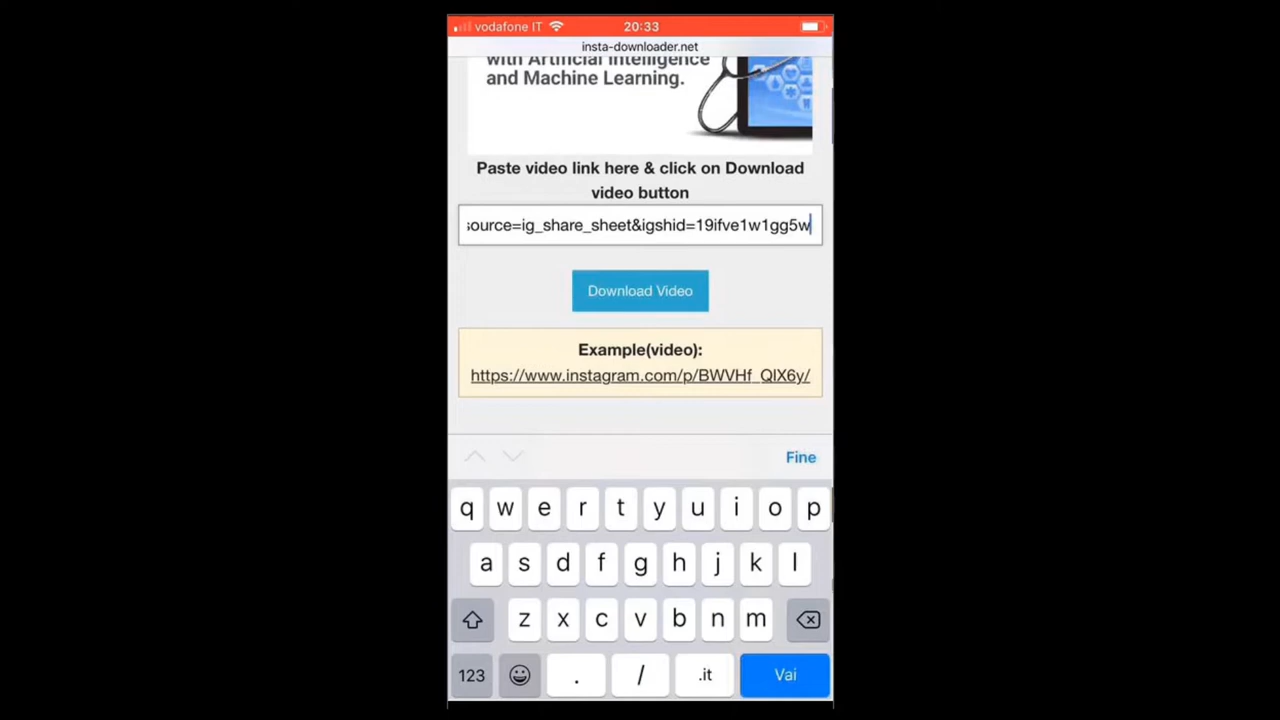 vodafone IT 20:33
insta-downloader.net
with Artificial Intelligence
and Machine Learning.
Paste video link here & click on Download
video button
source=ig_share_sheet&igshid=19ifve1w1gg5w
Download Video
Example(video):
https://www.instagram.com/p/BWVHf_QlX6y/
Fine
q w e r t y u i o p
a s d f g h j k l
z x c v b n m
123 . / .it Vai